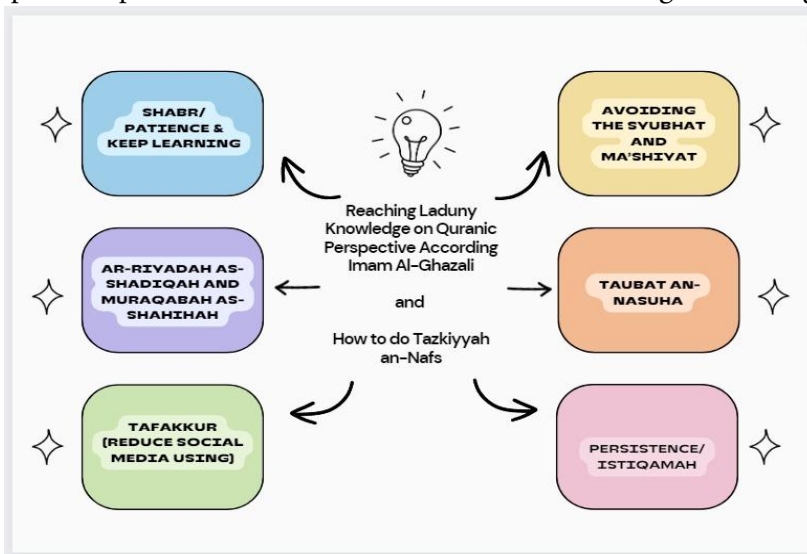 SHABR/
PATIENCE &
KEEP LEARNING
AVOIDING
THE SYUBHAT
AND
MA'SHIYAT
Reaching Laduny
Knowledge on Quranic
Perspective According
Imam Al-Ghazali
and
How to do Tazkiyyah
an-Nafs
AR-RIYADAH AS-
SHADIQAH AND
MURAQABAH AS-
SHAHIHAH
TAUBAT AN-
NASUHA
TAFAKKUR
(REDUCE SOCIAL
MEDIA USING)
PERSISTENCE/
ISTIQAMAH